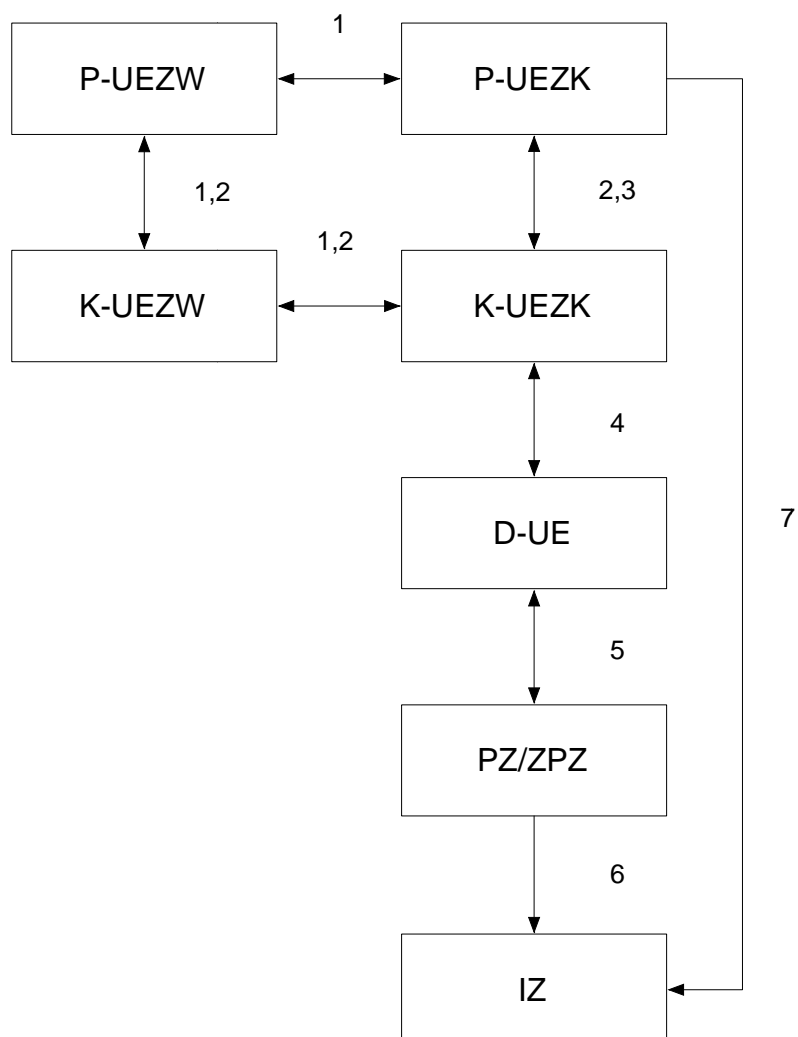 1
P-UEZW
P-UEZK
1,2
2,3
1,2
K-UEZW
K-UEZK
4
D-UE
7
5
PZ/ZPZ
6
IZ